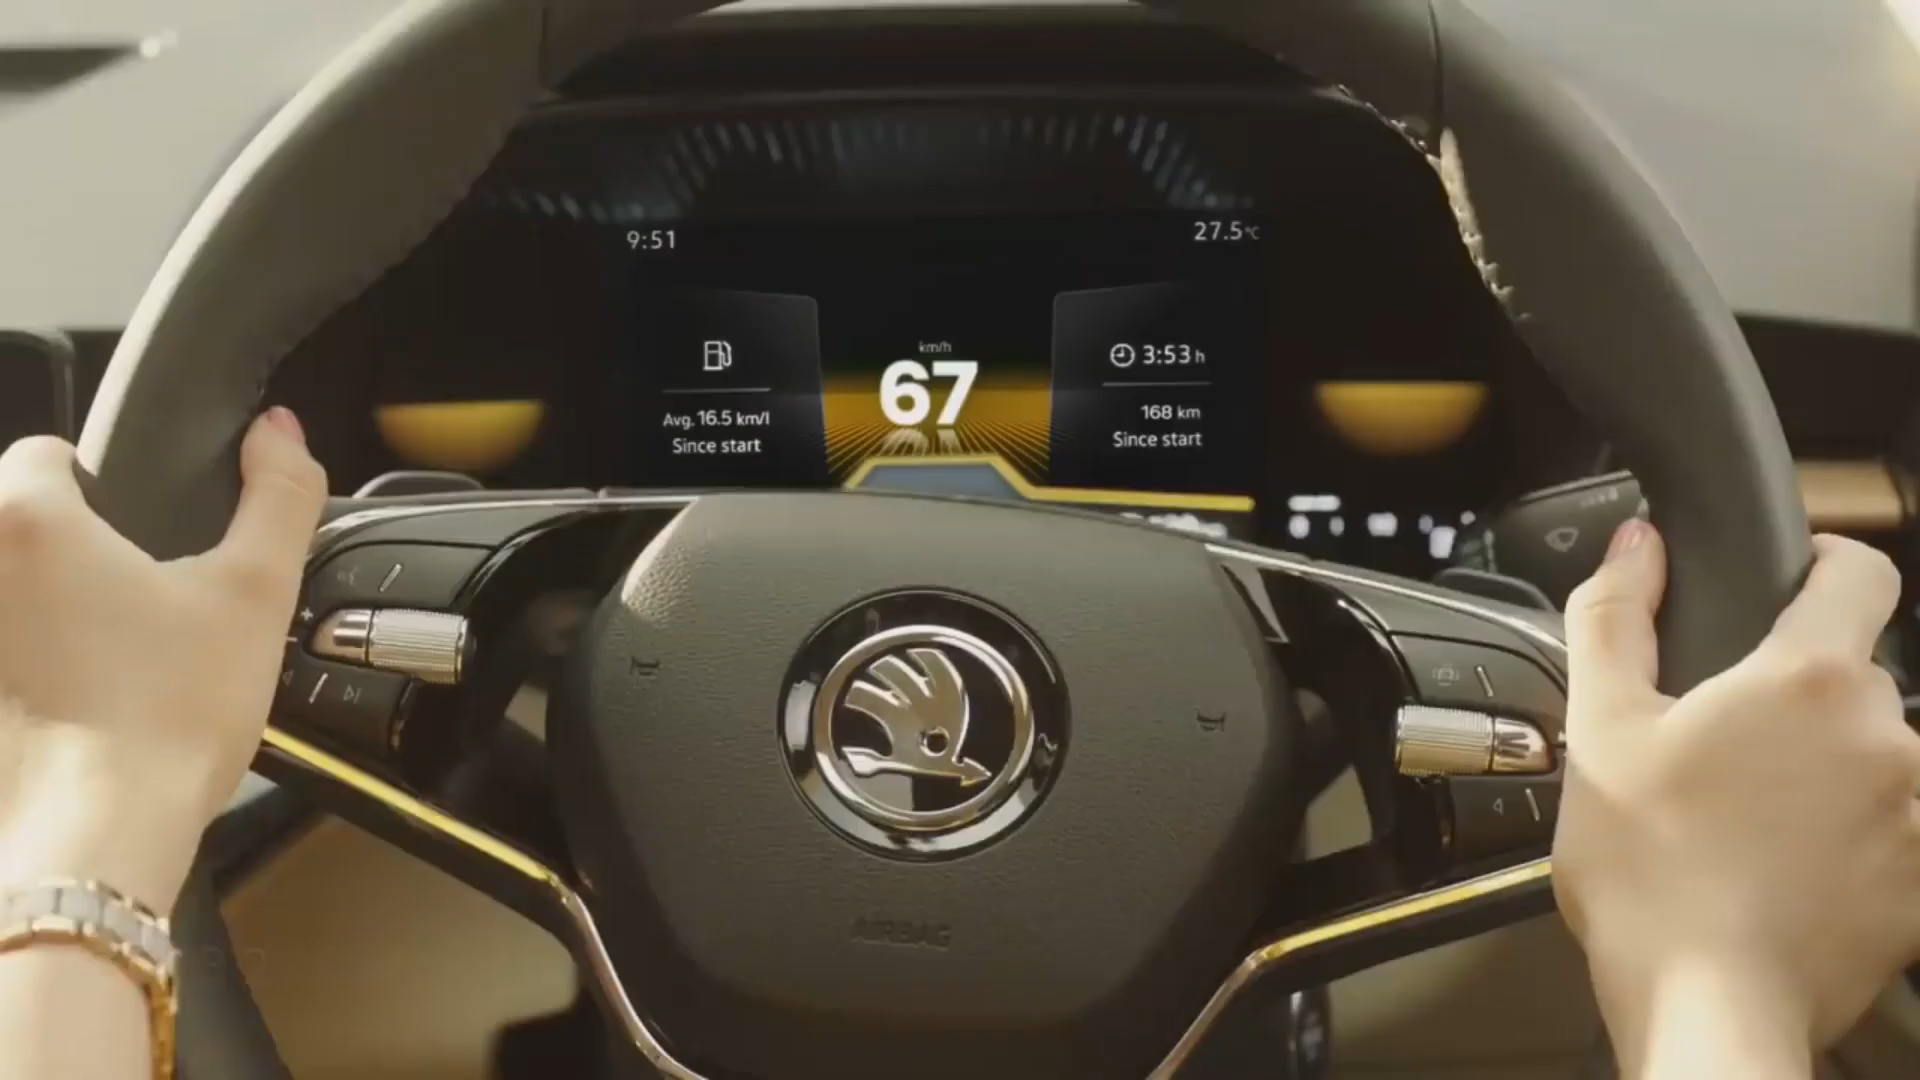 9:51
27.5°C
km/h
67
Avg. 16.5 km/l
Since start
3:53 h
168 km
Since start
AIRBAG